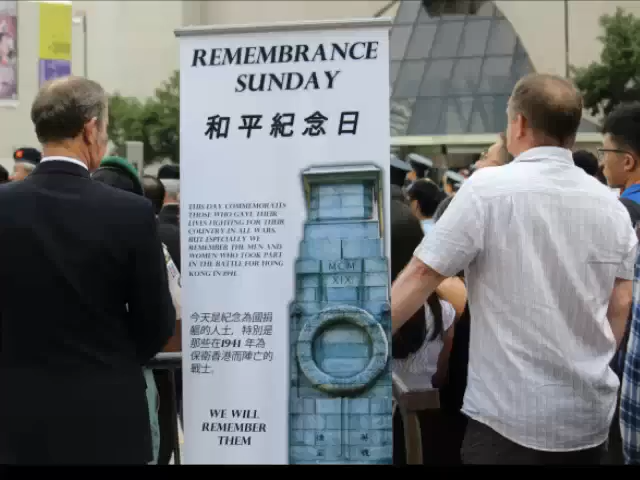 REMEMBRANCE
SUNDAY
和平紀念日
THIS DAY COMMEMORATES
THOSE WHO GAVE THEIR
LIVES FIGHTING FOR THEIR
COUNTRY IN ALL WARS,
BUT ESPECIALLY WE
REMEMBER THE MEN AND
WOMEN WHO TOOK PART
IN THE BATTLE FOR HONG
KONG IN 1941.
MCM
XIX
今天是紀念為國捐
軀的人士，特別是
那些在1941 年為
保衛香港而陣亡的
戰士。
WE WILL
REMEMBER
THEM